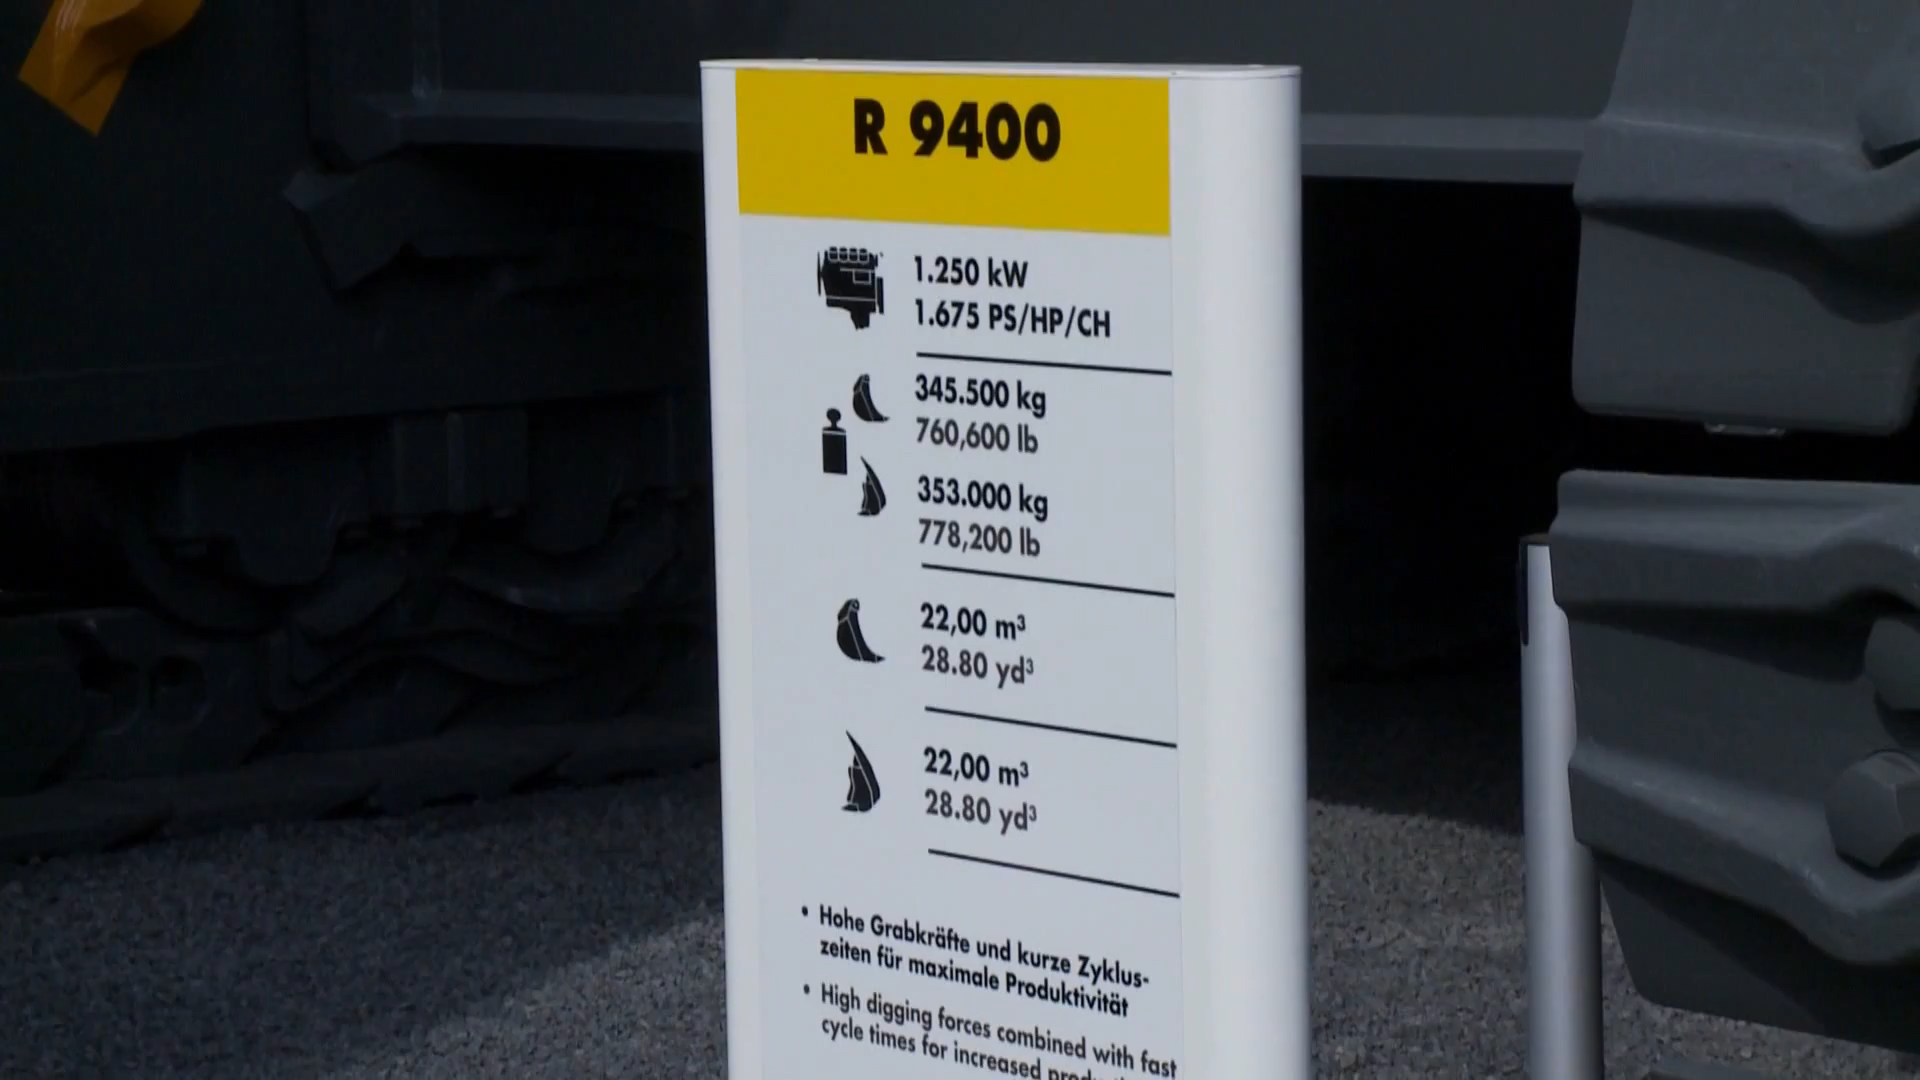 R 9400
1.250 kW
1.675 PS/HP/CH
345.500 kg
760,600 lb
353.000 kg
778,200 lb
22,00 m³
28.80 yd³
22,00 m³
28.80 yd³
• Hohe Grabkräfte und kurze Zyklus-
zeiten für maximale Produktivität
• High digging forces combined with fast
cycle times for increased